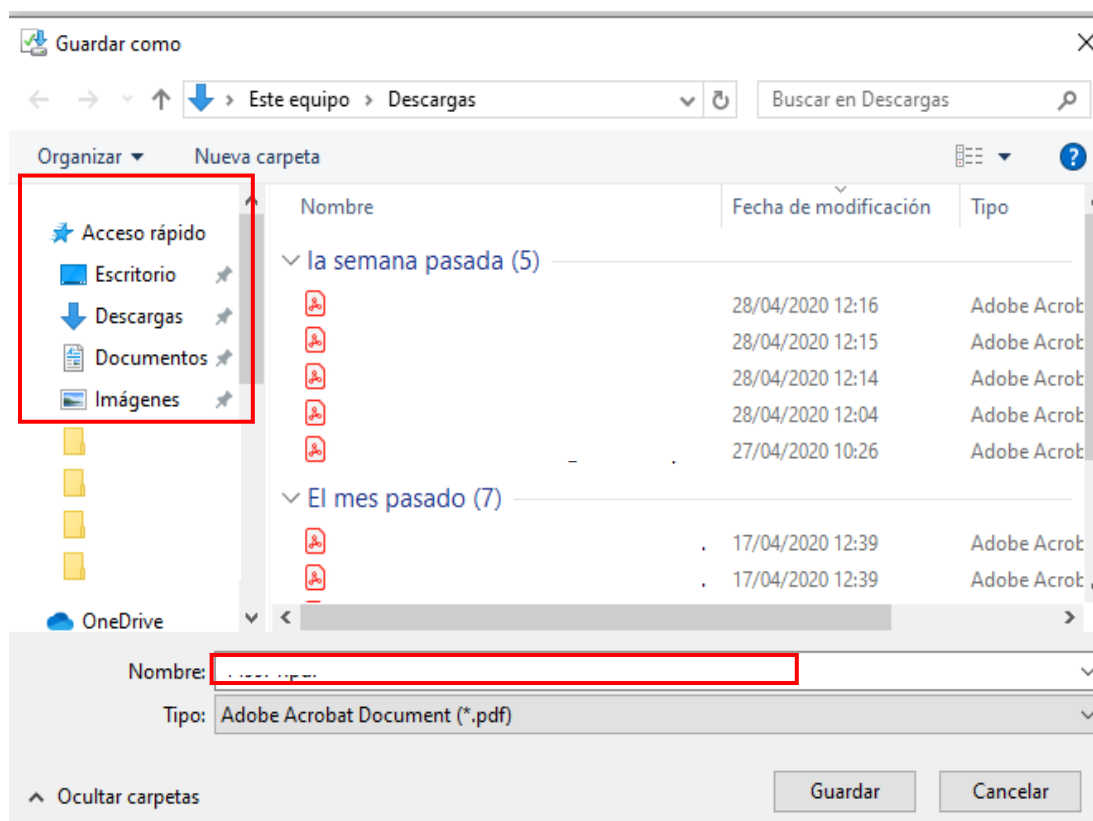 Guardar como
Este equipo > Descargas
Buscar en Descargas
Organizar
Nueva carpeta
?
Nombre
Fecha de modificación
Tipo
Acceso rápido
Escritorio
Descargas
Documentos
Imágenes
OneDrive
la semana pasada (5)
28/04/2020 12:16 Adobe Acrob
28/04/2020 12:15 Adobe Acrob
28/04/2020 12:14 Adobe Acrob
28/04/2020 12:04 Adobe Acrob
27/04/2020 10:26 Adobe Acrob
El mes pasado (7)
17/04/2020 12:39 Adobe Acrob
17/04/2020 12:39 Adobe Acrob
Nombre:
Tipo: Adobe Acrobat Document (*.pdf)
Ocultar carpetas
Guardar
Cancelar